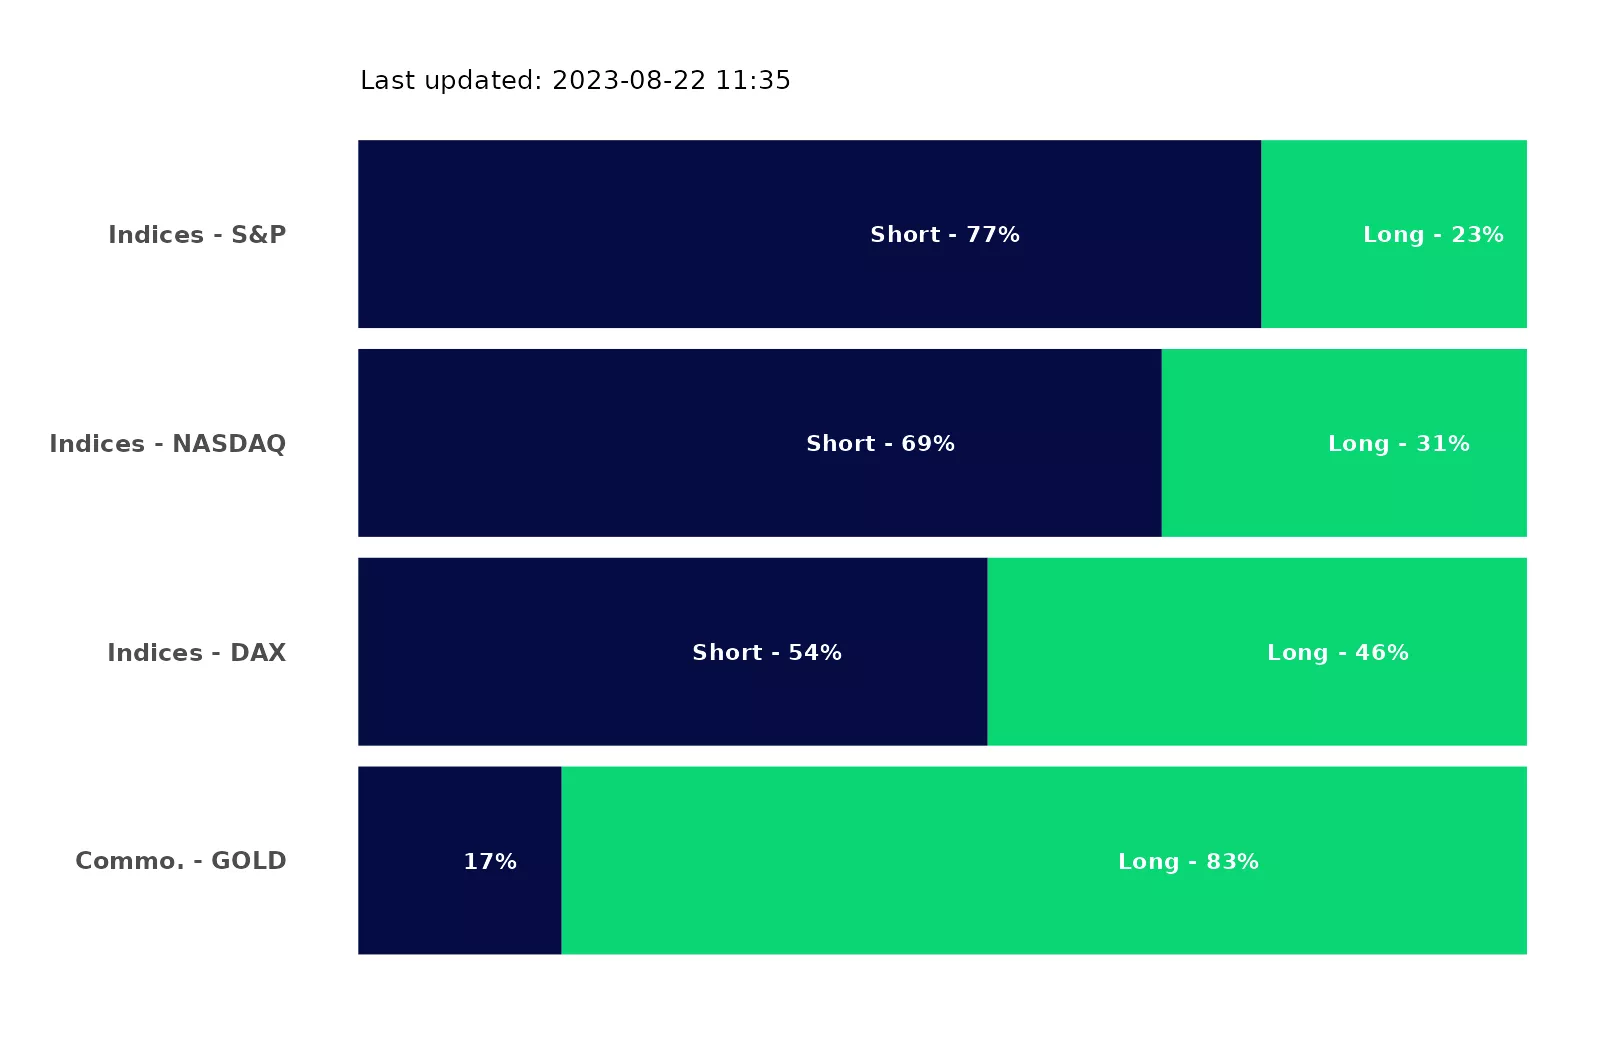 Last updated: 2023-08-22 11:35
Indices - S&P
Short - 77%
Long - 23%
Indices - NASDAQ
Short - 69%
Long - 31%
Indices - DAX
Short - 54%
Long - 46%
Commo. - GOLD
17%
Long - 83%